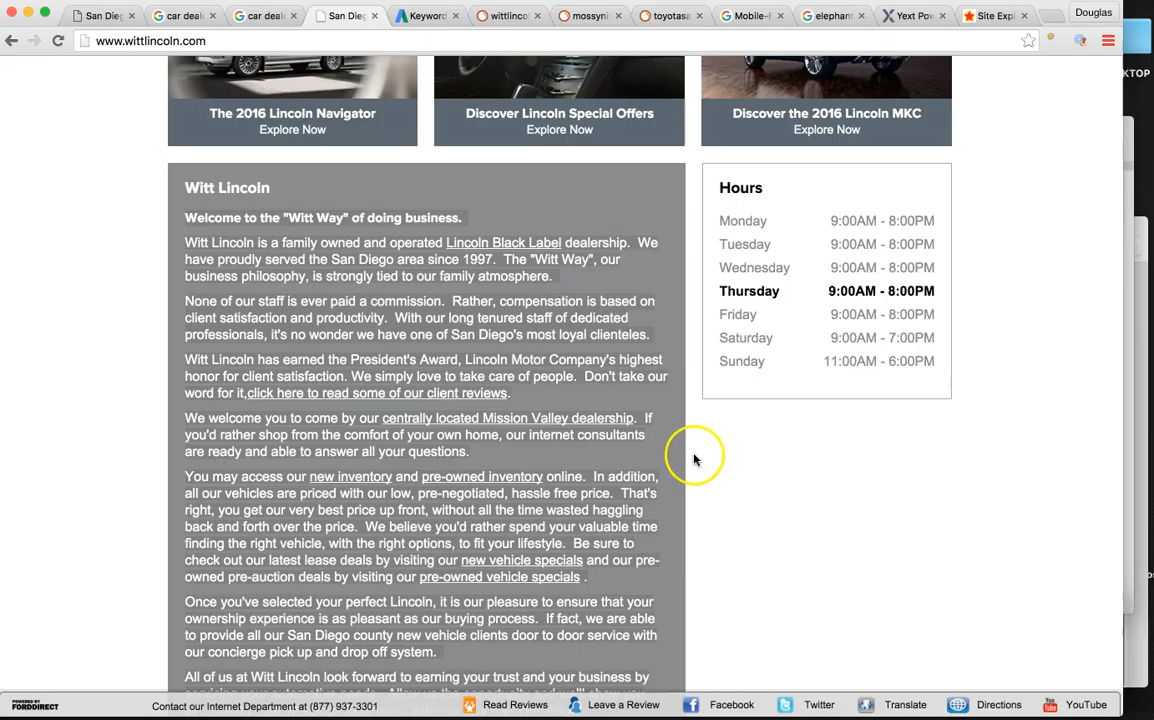 San Dieg
car deal
car deal
San Dieg
Keyword
wittlinco
mossyni
toyotasa
Mobile-
elephant
Yext Pow
Site Expl
Douglas
www.wittlincoln.com
KTOP
The 2016 Lincoln Navigator
Explore Now
Discover Lincoln Special Offers
Explore Now
Discover the 2016 Lincoln MKC
Explore Now
Witt Lincoln
Welcome to the "Witt Way" of doing business.
Witt Lincoln is a family owned and operated Lincoln Black Label dealership. We
have proudly served the San Diego area since 1997. The "Witt Way", our
business philosophy, is strongly tied to our family atmosphere.
None of our staff is ever paid a commission. Rather, compensation is based on
client satisfaction and productivity. With our long tenured staff of dedicated
professionals, it's no wonder we have one of San Diego's most loyal clienteles.
Witt Lincoln has earned the President's Award, Lincoln Motor Company's highest
honor for client satisfaction. We simply love to take care of people. Don't take our
word for it,click here to read some of our client reviews.
We welcome you to come by our centrally located Mission Valley dealership. If
you'd rather shop from the comfort of your own home, our internet consultants
are ready and able to answer all your questions.
You may access our new inventory and pre-owned inventory online. In addition,
all our vehicles are priced with our low, pre-negotiated, hassle free price. That's
right, you get our very best price up front, without all the time wasted haggling
back and forth over the price. We believe you'd rather spend your valuable time
finding the right vehicle, with the right options, to fit your lifestyle. Be sure to
check out our latest lease deals by visiting our new vehicle specials and our pre-
owned pre-auction deals by visiting our pre-owned vehicle specials .
Once you've selected your perfect Lincoln, it is our pleasure to ensure that your
ownership experience is as pleasant as our buying process. If fact, we are able
to provide all our San Diego county new vehicle clients door to door service with
our concierge pick up and drop off system.
All of us at Witt Lincoln look forward to earning your trust and your business by
Hours
Monday 9:00AM - 8:00PM
Tuesday 9:00AM - 8:00PM
Wednesday 9:00AM - 8:00PM
Thursday 9:00AM - 8:00PM
Friday 9:00AM - 8:00PM
Saturday 9:00AM - 7:00PM
Sunday 11:00AM - 6:00PM
POWERED BY
FORDDIRECT
Contact our Internet Department at (877) 937-3301
Read Reviews
Leave a Review
Facebook
Twitter
Translate
Directions
YouTube